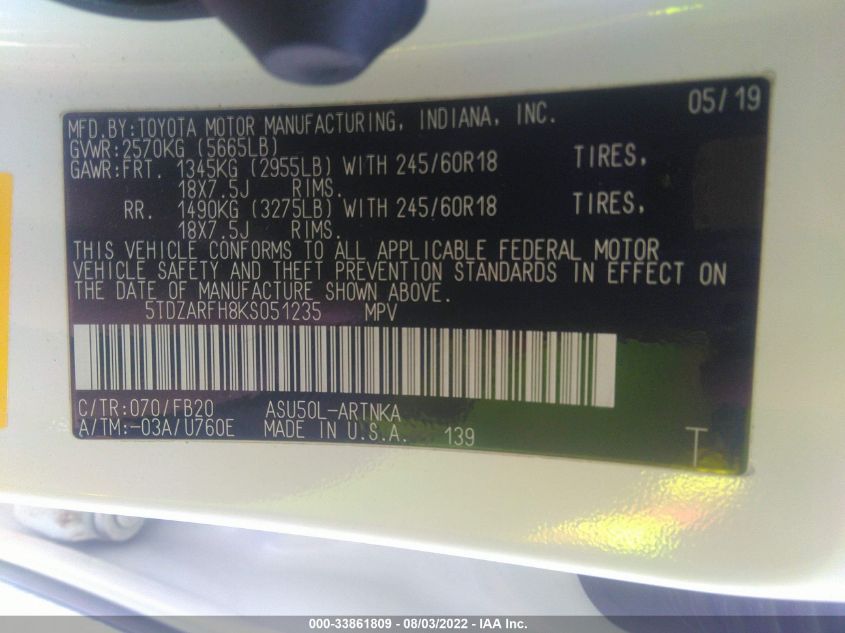 05/19
MFD.BY:TOYOTA MOTOR MANUFACTURING, INDIANA, INC.
GVWR:2570KG (5665LB)
GAWR:FRT. 1345KG (2955LB) WITH 245/60R18 TIRES,
18X7.5J RIMS.
RR. 1490KG (3275LB) WITH 245/60R18 TIRES,
18X7.5J RIMS.
THIS VEHICLE CONFORMS TO ALL APPLICABLE FEDERAL MOTOR
VEHICLE SAFETY AND THEFT PREVENTION STANDARDS IN EFFECT ON
THE DATE OF MANUFACTURE SHOWN ABOVE.
5TDZARFH8KS051235 MPV
C/TR:070/FB20 ASU50L-ARTNKA
A/TM:-03A/U760E MADE IN U.S.A. 139 T
000-33861809 - 08/03/2022 - IAA Inc.